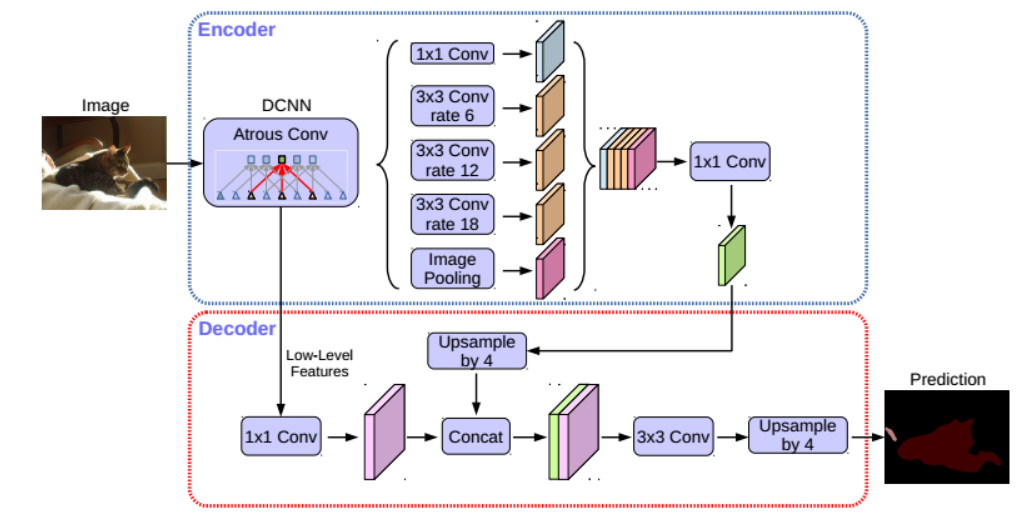 Encoder
Image
DCNN
Atrous Conv
1x1 Conv
3x3 Conv
rate 6
3x3 Conv
rate 12
3x3 Conv
rate 18
Image
Pooling
1x1 Conv
Decoder
Low-Level
Features
Upsample
by 4
1x1 Conv
Concat
3x3 Conv
Upsample
by 4
Prediction